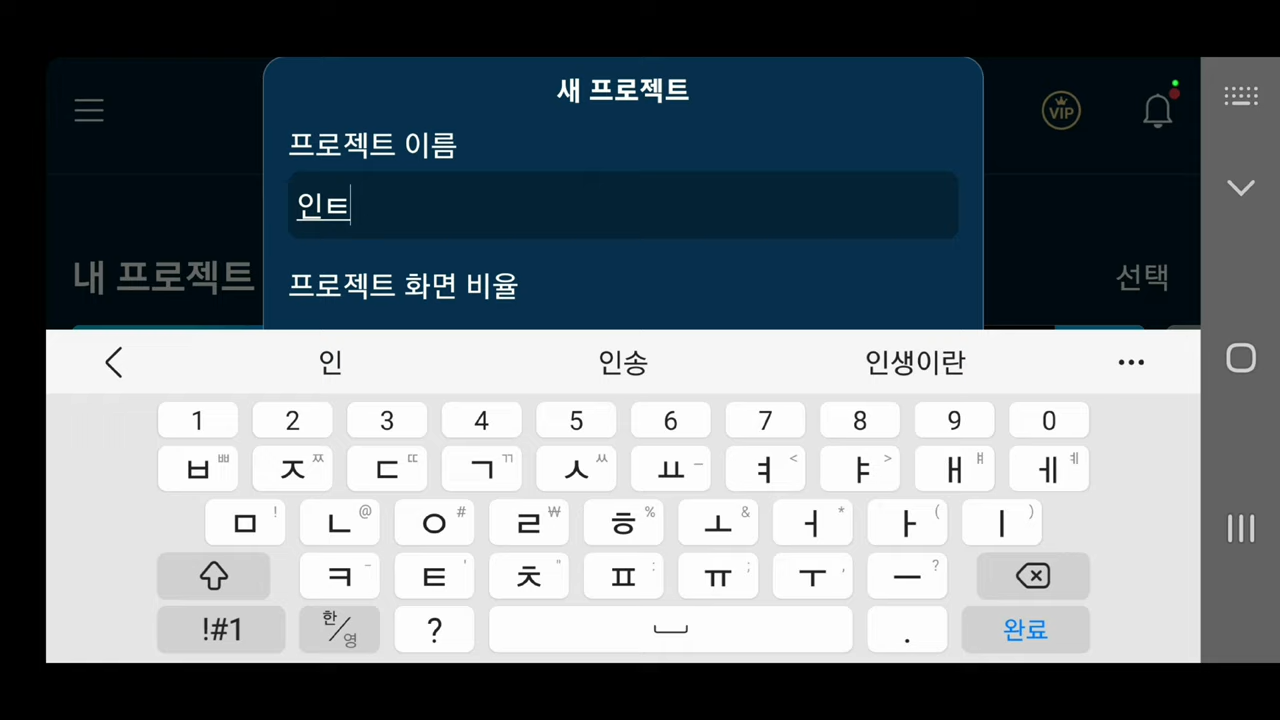 새 프로젝트
프로젝트 이름
VIP
인ㅌ
내 프로젝트
프로젝트 화면 비율
선택
인 인송 인생이란 •••
1 2 3 4 5 6 7 8 9 0
ㅂ ㅃ ㅈ ㅉ ㄷ ㄸ ㄱ ㄲ ㅅ ㅆ ㅛ – ㅕ < ㅑ > ㅐ ㅒ ㅔ ㅖ
ㅁ ! ㄴ @ ㅇ # ㄹ ₩ ㅎ % ㅗ & ㅓ * ㅏ ( ㅣ )
ㅋ - ㅌ ' ㅊ " ㅍ : ㅠ ; ㅜ , ㅡ ?
!#1 한/영 ? . 완료